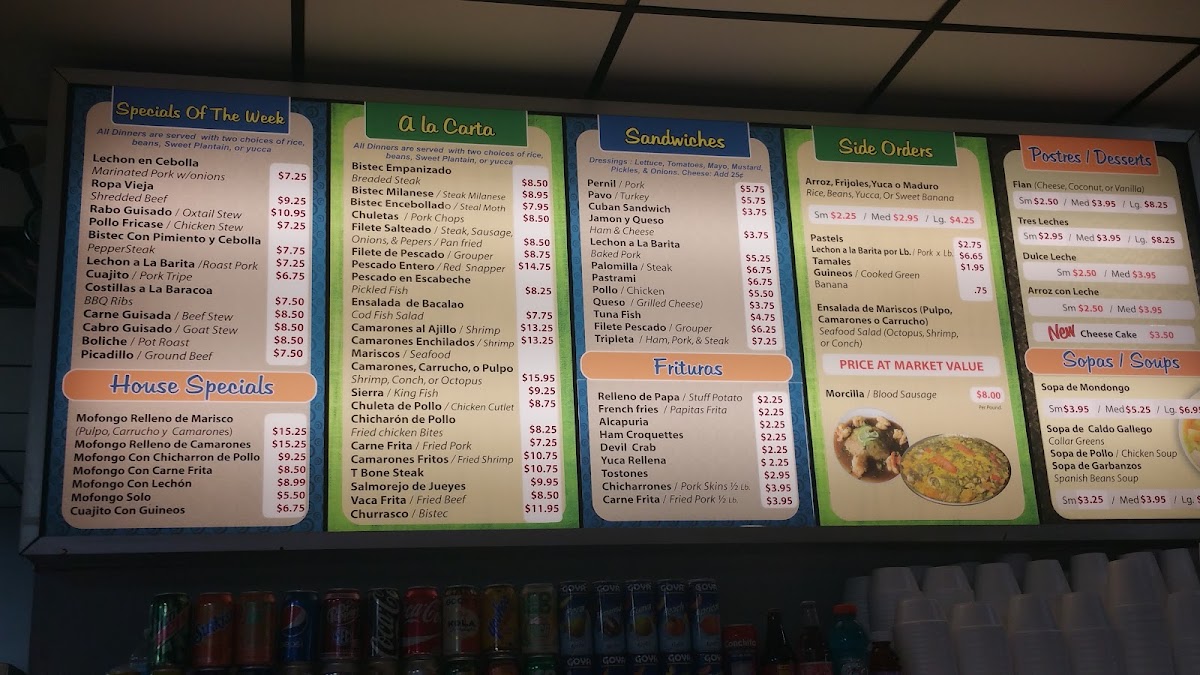 Specials Of The Week
All Dinners are served with two choices of rice,
beans, Sweet Plantain, or yucca
Lechon en Cebolla
Marinated Pork w/onions $7.25
Ropa Vieja
Shredded Beef $9.25
Rabo Guisado / Oxtail Stew $10.95
Pollo Fricase / Chicken Stew $7.25
Bistec Con Pimiento y Cebolla
PepperSteak $7.75
Lechon a La Barita /Roast Pork $7.25
Cuajito / Pork Tripe $6.75
Costillas a La Baracoa
BBQ Ribs $7.50
Carne Guisada / Beef Stew $8.50
Cabro Guisado / Goat Stew $8.50
Boliche / Pot Roast $8.50
Picadillo / Ground Beef $7.50
House Specials
Mofongo Relleno de Marisco
(Pulpo, Carrucho y Camarones) $15.25
Mofongo Relleno de Camarones $15.25
Mofongo Con Chicharron de Pollo $9.25
Mofongo Con Carne Frita $8.50
Mofongo Con Lechón $8.99
Mofongo Solo $5.50
Cuajito Con Guineos $6.75
A la Carta
All Dinners are served with two choices of rice,
beans, Sweet Plantain, or yucca
Bistec Empanizado
Breaded Steak $8.50
Bistec Milanese / Steak Milanese $8.95
Bistec Encebollado / Steal Moth $7.95
Chuletas / Pork Chops $8.50
Filete Salteado / Steak, Sausage,
Onions, & Pepers / Pan fried $8.50
Filete de Pescado / Grouper $8.75
Pescado Entero / Red Snapper $14.75
Pescado en Escabeche
Pickled Fish $8.25
Ensalada de Bacalao
Cod Fish Salad $7.75
Camarones al Ajillo / Shrimp $13.25
Camarones Enchilados / Shrimp $13.25
Mariscos / Seafood
Camarones, Carrucho, o Pulpo
Shrimp, Conch, or Octopus $15.95
Sierra / King Fish $9.25
Chuleta de Pollo / Chicken Cutlet $8.75
Chicharón de Pollo
Fried chicken Bites $8.25
Carne Frita / Fried Pork $7.25
Camarones Fritos / Fried Shrimp $10.75
T Bone Steak $10.75
Salmorejo de Jueyes $9.95
Vaca Frita / Fried Beef $8.50
Churrasco / Bistec $11.95
Sandwiches
Dressings : Lettuce, Tomatoes, Mayo, Mustard,
Pickles, & Onions. Cheese: Add 25¢
Pernil / Pork $5.75
Pavo / Turkey $5.75
Cuban Sandwich $3.75
Jamon y Queso
Ham & Cheese $3.75
Lechon a La Barita
Baked Pork $5.25
Palomilla / Steak $6.75
Pastrami $6.75
Pollo / Chicken $5.50
Queso / Grilled Cheese) $3.75
Tuna Fish $4.75
Filete Pescado / Grouper $6.25
Tripleta / Ham, Pork, & Steak $7.25
Frituras
Relleno de Papa / Stuff Potato $2.25
French fries / Papitas Frita $2.25
Alcapuria $2.25
Ham Croquettes $2.25
Devil Crab $2.25
Yuca Rellena $ 2.25
Tostones $2.95
Chicharrones / Pork Skins ½ Lb. $3.95
Carne Frita / Fried Pork ½ Lb. $3.95
Side Orders
Arroz, Frijoles,Yuca o Maduro
Rice, Beans, Yucca, Or Sweet Banana
Sm $2.25 / Med $2.95 / Lg. $4.25
Pastels $2.75
Lechon a la Barita por Lb. / Pork x Lb. $6.65
Tamales $1.95
Guineos / Cooked Green
Banana .75
Ensalada de Mariscos (Pulpo,
Camarones o Carrucho)
Seafood Salad (Octopus, Shrimp,
or Conch)
PRICE AT MARKET VALUE
Morcilla / Blood Sausage $8.00
Per Pound
Postres / Desserts
Flan (Cheese, Coconut, or Vanilla)
Sm $2.50 / Med $3.95 / Lg. $8.25
Tres Leches
Sm $2.95 / Med $3.95 / Lg. $8.25
Dulce Leche
Sm $2.50 / Med $3.95
Arroz con Leche
Sm $2.50 / Med $3.95
New Cheese Cake $3.50
Sopas / Soups
Sopa de Mondongo
Sm$3.95 / Med$5.25 / Lg. $6.95
Sopa de Caldo Gallego
Collar Greens
Sopa de Pollo / Chicken Soup
Sopa de Garbanzos
Spanish Beans Soup
Sm$3.25 / Med$3.95 / Lg.
pepsi
Coca-Cola
Coca-Cola
KOLA
GOYA GOYA GOYA GOYA GOYA
GOYA GOYA GOYA GOYA GOYA